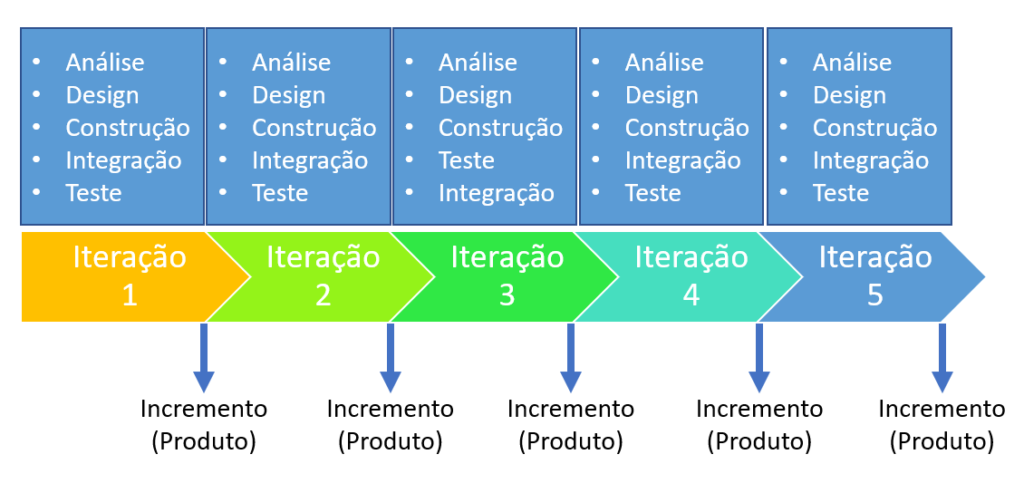 • Análise
• Design
• Construção
• Integração
• Teste
• Análise
• Design
• Construção
• Integração
• Teste
• Análise
• Design
• Construção
• Teste
• Integração
• Análise
• Design
• Construção
• Integração
• Teste
• Análise
• Design
• Construção
• Integração
• Teste
Iteração
1
Iteração
2
Iteração
3
Iteração
4
Iteração
5
Incremento
(Produto)
Incremento
(Produto)
Incremento
(Produto)
Incremento
(Produto)
Incremento
(Produto)